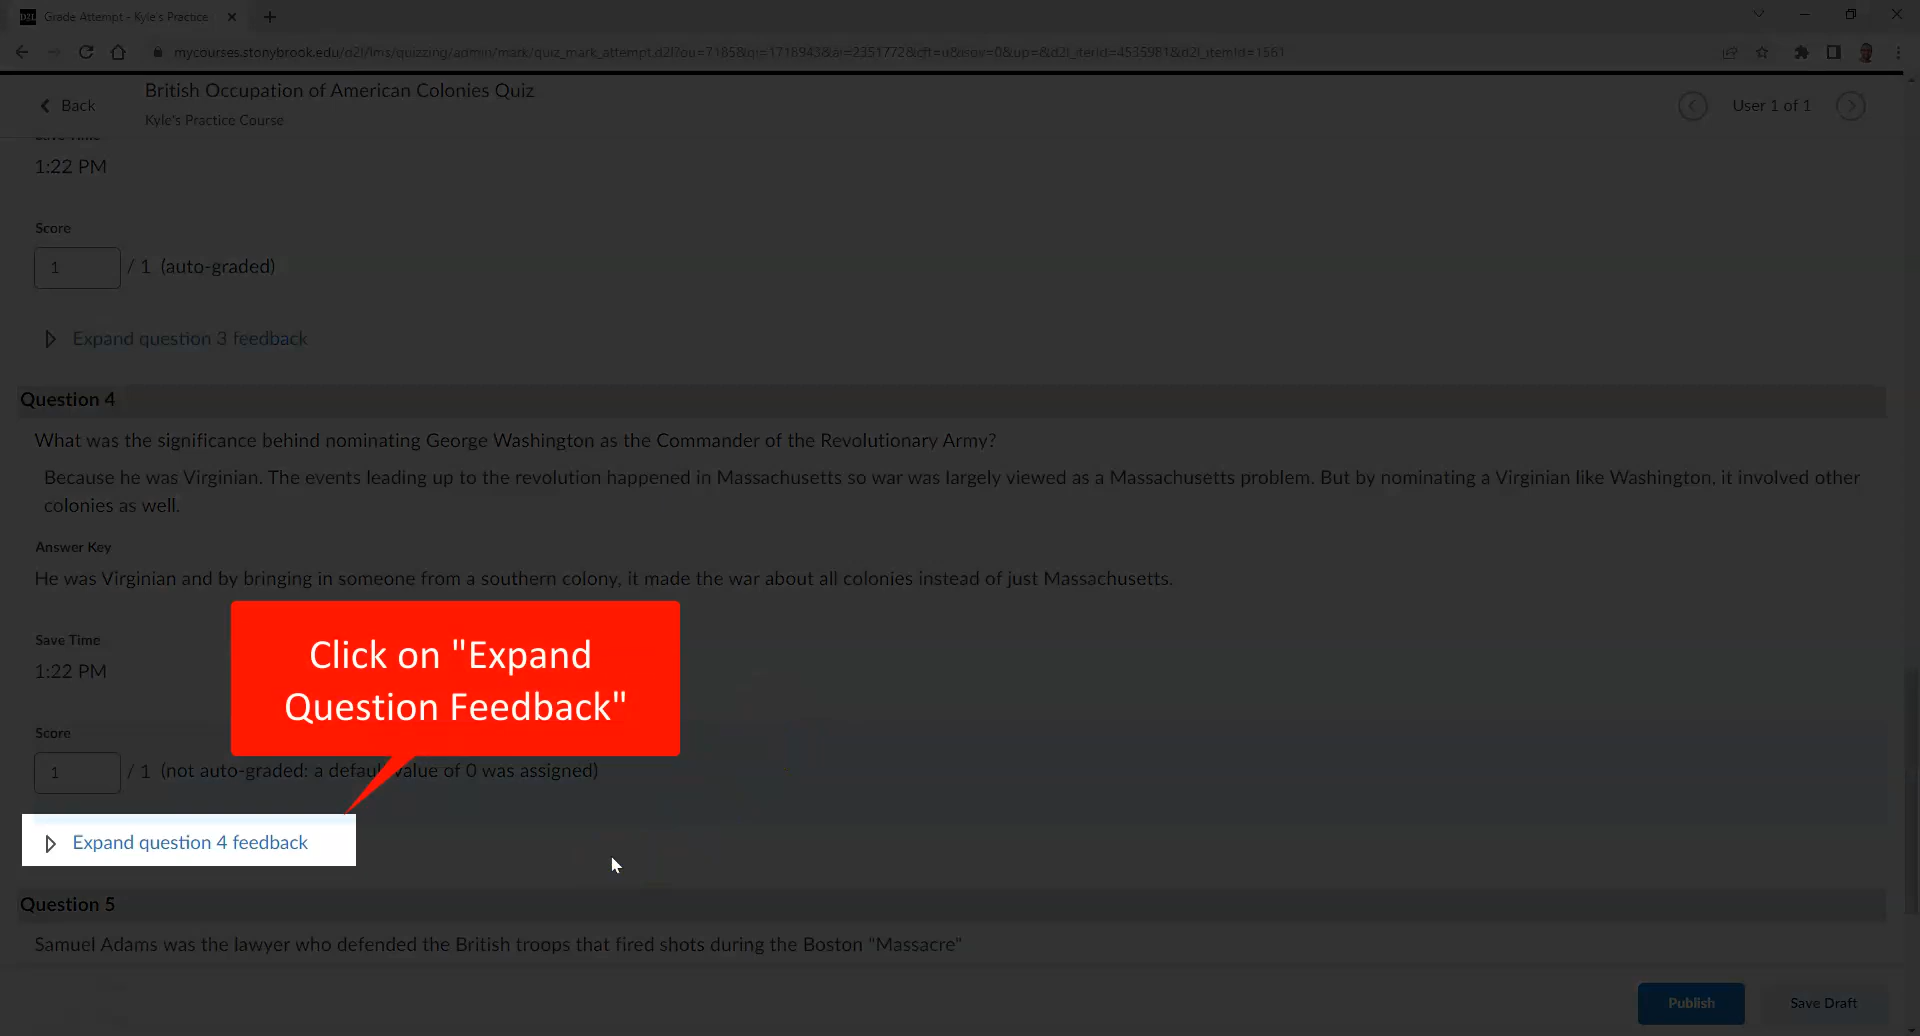 Grade Attempt - Kyle's Practice
Back
British Occupation of American Colonies Quiz
Kyle's Practice Course
User 1 of 1
Save Time
1:22 PM
Score
1 / 1 (auto-graded)
Expand question 3 feedback
Question 4
What was the significance behind nominating George Washington as the Commander of the Revolutionary Army?
Because he was Virginian. The events leading up to the revolution happened in Massachusetts so war was largely viewed as a Massachusetts problem. But by nominating a Virginian like Washington, it involved other
colonies as well.
Answer Key
He was Virginian and by bringing in someone from a southern colony, it made the war about all colonies instead of just Massachusetts.
Click on "Expand
Question Feedback"
Save Time
1:22 PM
Score
1 / 1 (not auto-graded: a default value of 0 was assigned)
Expand question 4 feedback
Question 5
Samuel Adams was the lawyer who defended the British troops that fired shots during the Boston "Massacre"
Publish
Save Draft